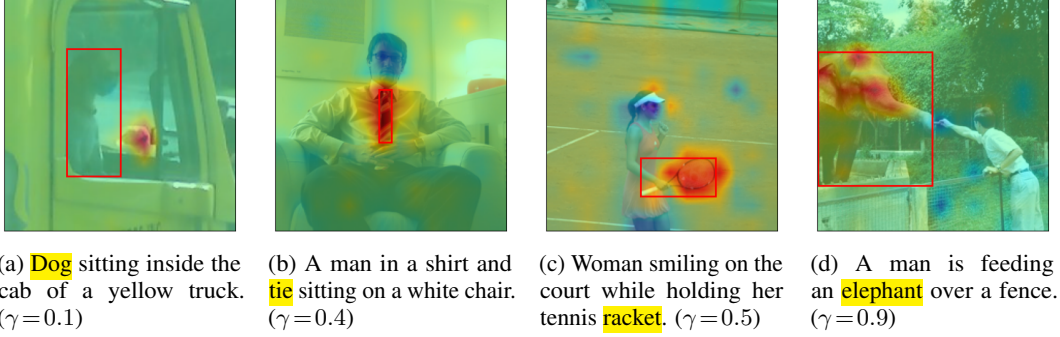 (a) Dog sitting inside the
cab of a yellow truck.
(γ=0.1)
(b) A man in a shirt and
tie sitting on a white chair.
(γ=0.4)
(c) Woman smiling on the
court while holding her
tennis racket. (γ=0.5)
(d) A man is feeding
an elephant over a fence.
(γ=0.9)